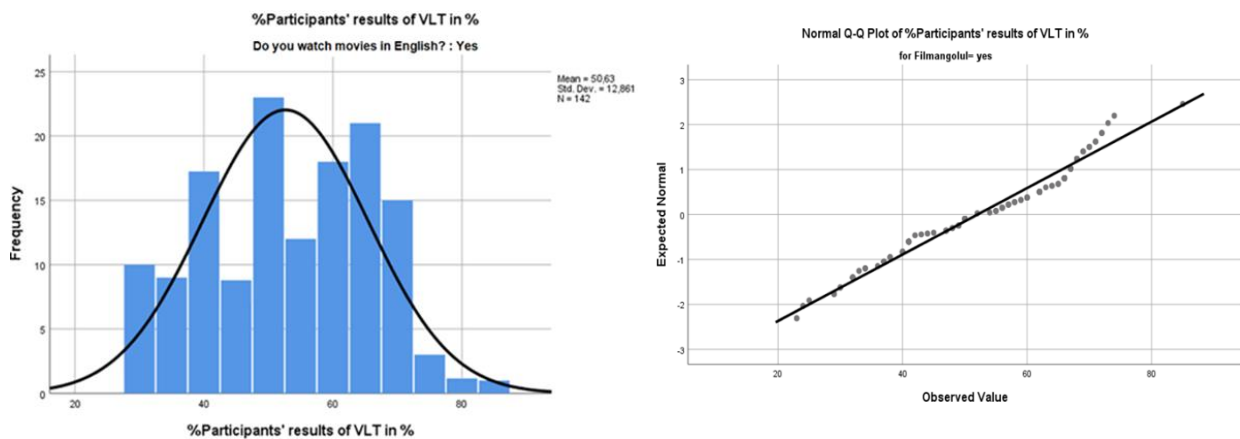 %Participants' results of VLT in %
Do you watch movies in English? : Yes
Mean = 50,63
Std. Dev. = 12,861
N = 142
25
20
15
10
5
0
Frequency
20 40 60 80
%Participants' results of VLT in %
Normal Q-Q Plot of %Participants' results of VLT in %
for Filmangolul= yes
3
2
1
0
-1
-2
-3
Expected Normal
20 40 60 80
Observed Value